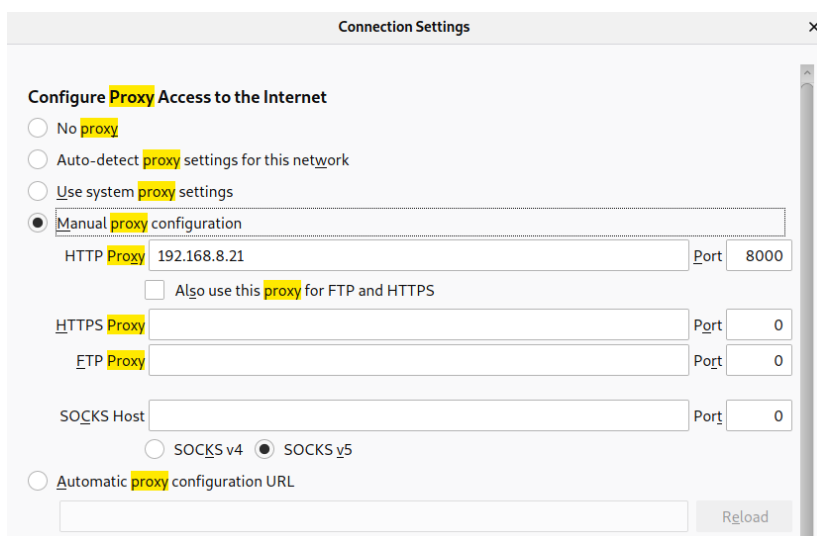 Connection Settings
Configure Proxy Access to the Internet
No proxy
Auto-detect proxy settings for this network
Use system proxy settings
Manual proxy configuration
HTTP Proxy 192.168.8.21 Port 8000
Also use this proxy for FTP and HTTPS
HTTPS Proxy Port 0
FTP Proxy Port 0
SOCKS Host Port 0
SOCKS v4 SOCKS v5
Automatic proxy configuration URL
Reload